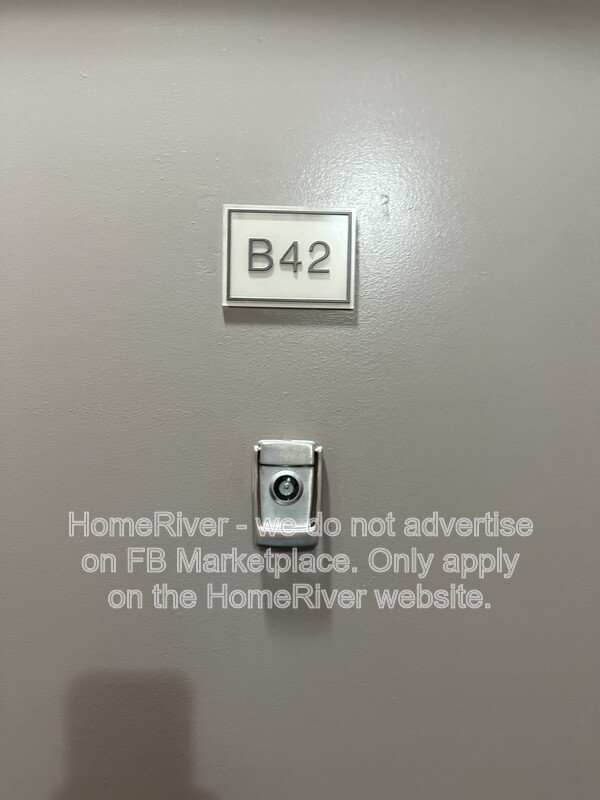 B42
HomeRiver - we do not advertise
on FB Marketplace. Only apply
on the HomeRiver website.